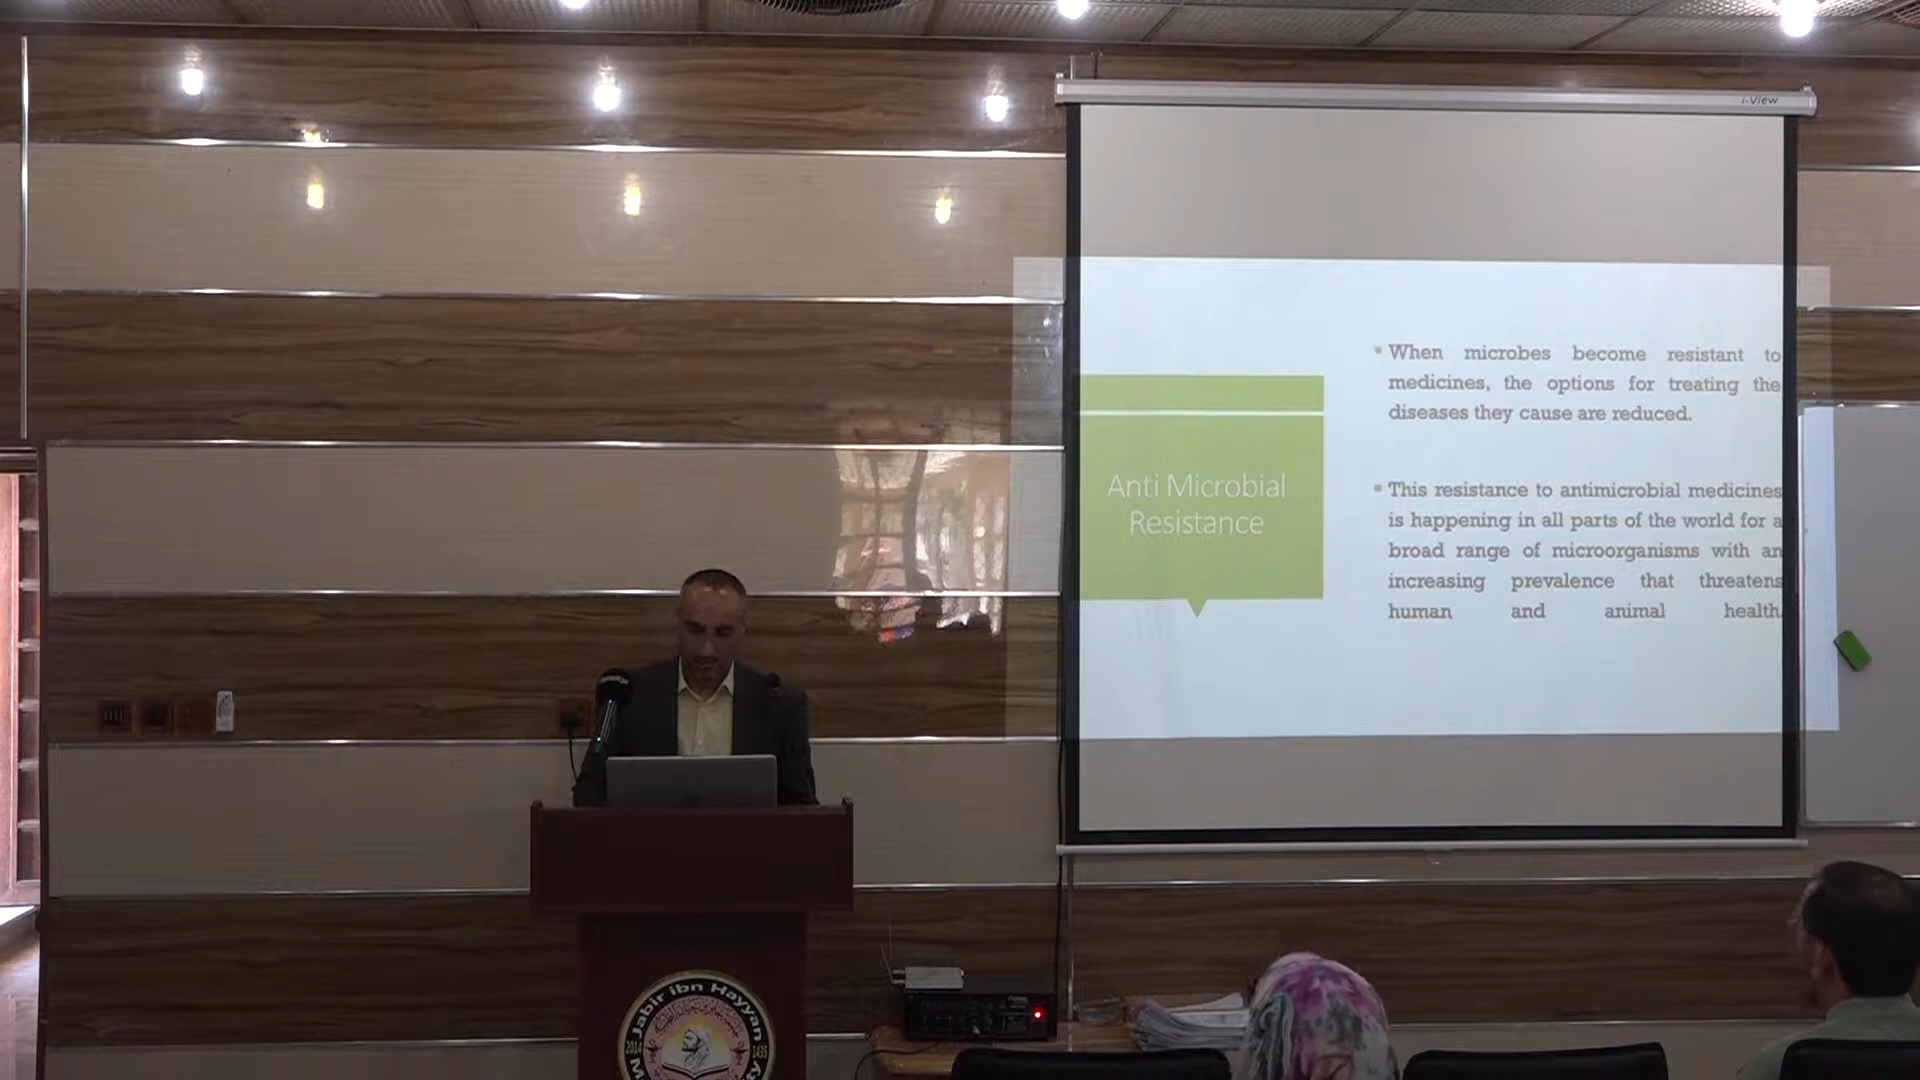 i-View
When microbes become resistant to
medicines, the options for treating the
diseases they cause are reduced.
Anti Microbial
Resistance
This resistance to antimicrobial medicines
is happening in all parts of the world for a
broad range of microorganisms with an
increasing prevalence that threatens
human and animal health.
Jabir ibn Hayyan
2014
1435